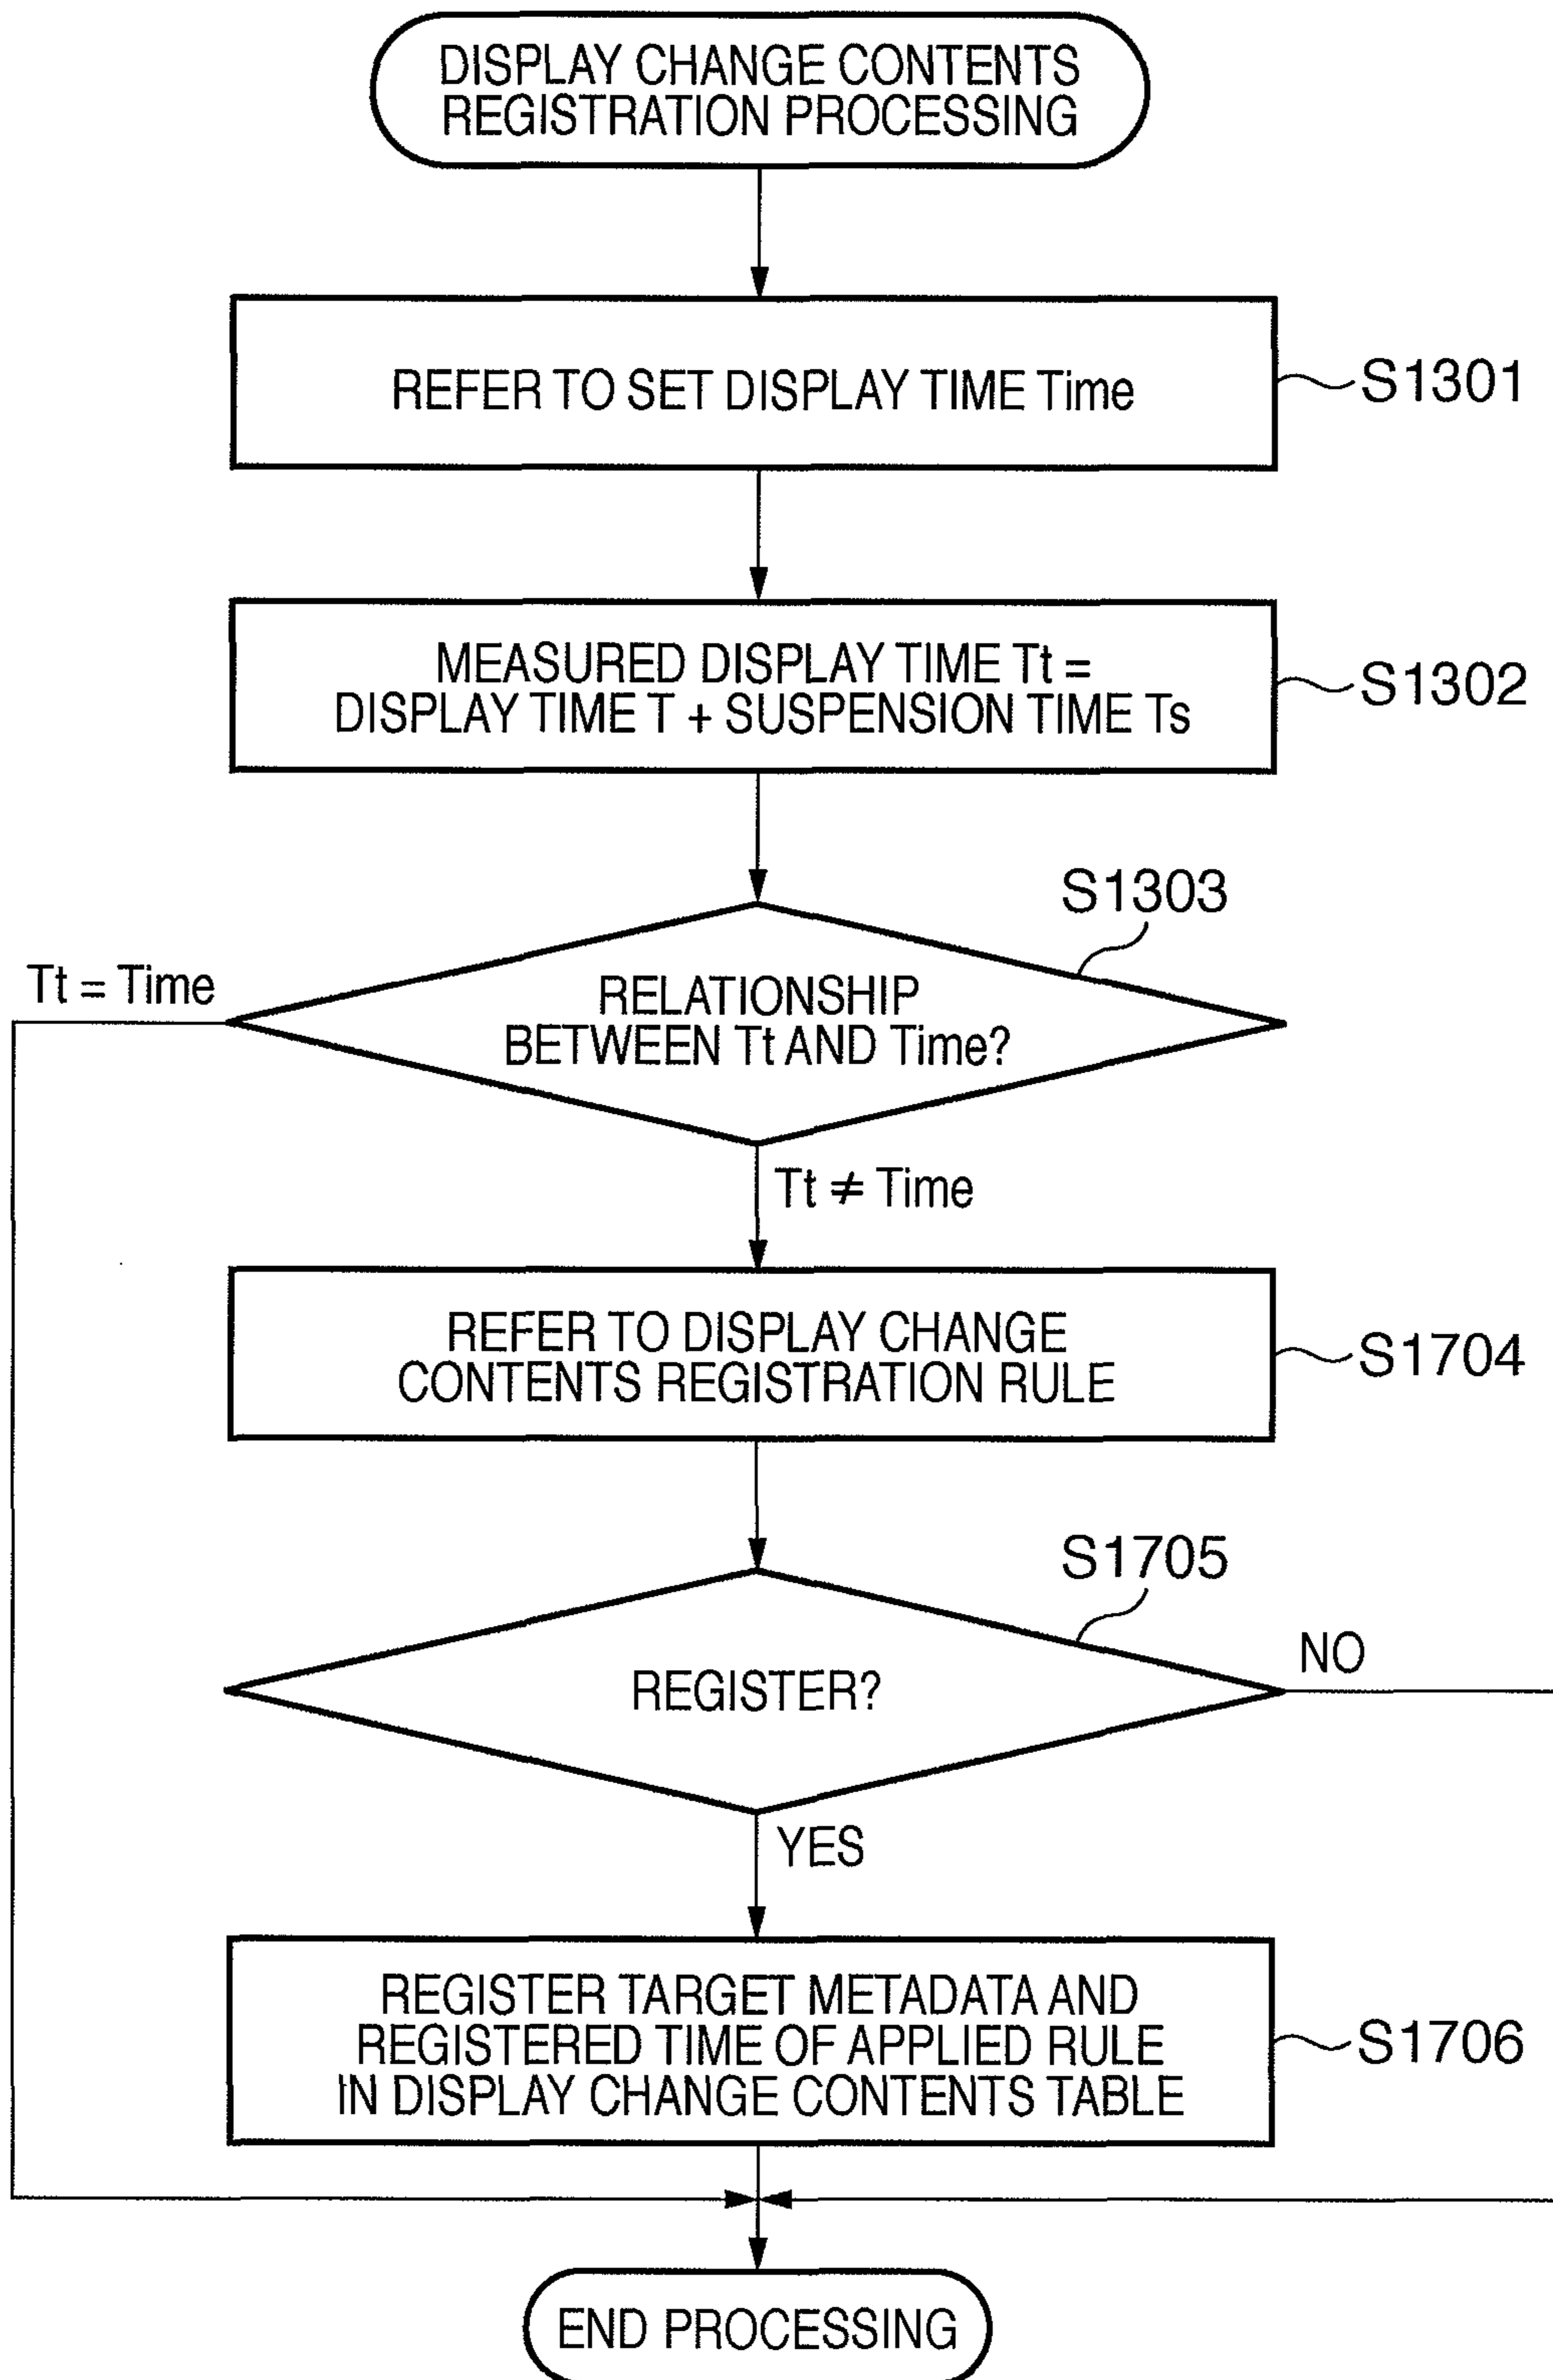 DISPLAY CHANGE CONTENTS
REGISTRATION PROCESSING
REFER TO SET DISPLAY TIME Time
S1301
MEASURED DISPLAY TIME Tt =
DISPLAY TIME T + SUSPENSION TIME Ts
S1302
S1303
Tt = Time
RELATIONSHIP
BETWEEN Tt AND Time?
Tt ≠ Time
REFER TO DISPLAY CHANGE
CONTENTS REGISTRATION RULE
S1704
S1705
NO
REGISTER?
YES
REGISTER TARGET METADATA AND
REGISTERED TIME OF APPLIED RULE
IN DISPLAY CHANGE CONTENTS TABLE
S1706
END PROCESSING